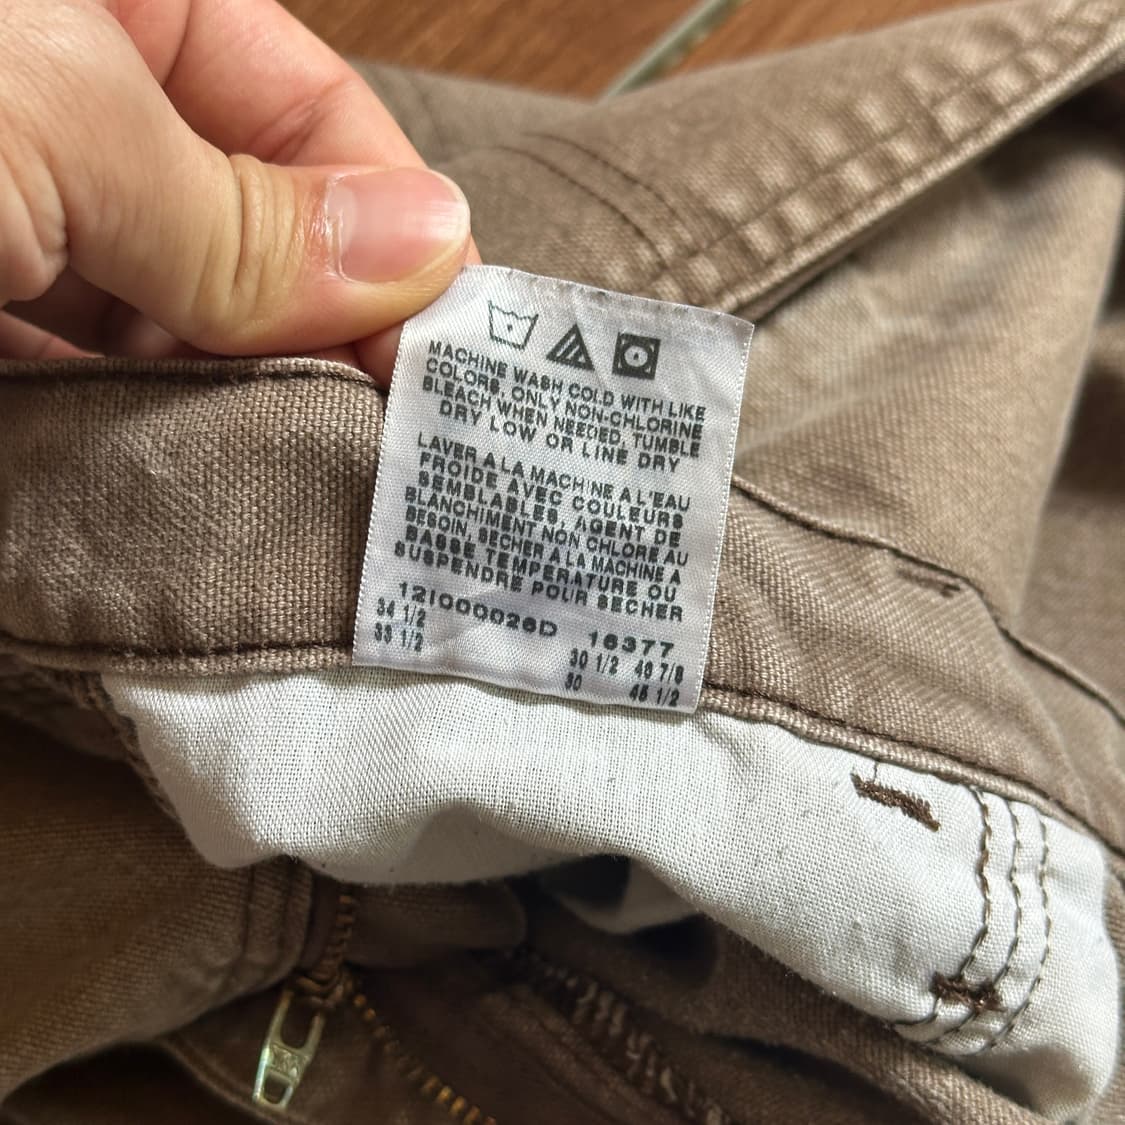 MACHINE WASH COLD WITH LIKE
COLORS, ONLY NON-CHLORINE
BLEACH WHEN NEEDED, TUMBLE
DRY LOW OR LINE DRY
LAVER A LA MACHINE A L'EAU
FROIDE AVEC COULEURS
SEMBLABLES, AGENT DE
BLANCHIMENT NON CHLORE AU
BESOIN, SECHER A LA MACHINE A
BASSE TEMPERATURE OU
SUSPENDRE POUR SECHER
121000026D 16377
34 1/2 30 1/2 48 7/8
33 1/2 30 46 1/2